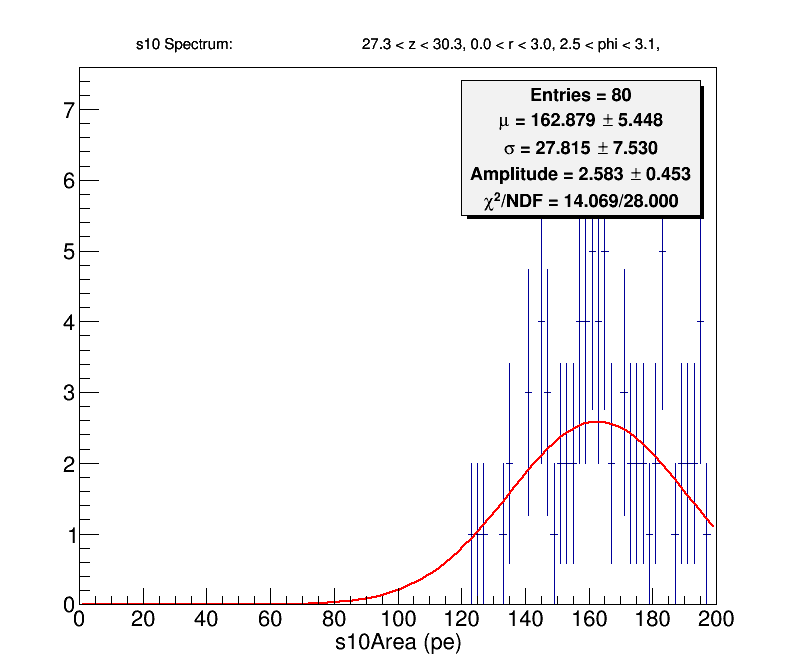 s10 Spectrum: 27.3 < z < 30.3, 0.0 < r < 3.0, 2.5 < phi < 3.1,
Entries = 80
μ = 162.879 ± 5.448
σ = 27.815 ± 7.530
Amplitude = 2.583 ± 0.453
χ²/NDF = 14.069/28.000
7
6
5
4
3
2
1
0
0 20 40 60 80 100 120 140 160 180 200
s10Area (pe)